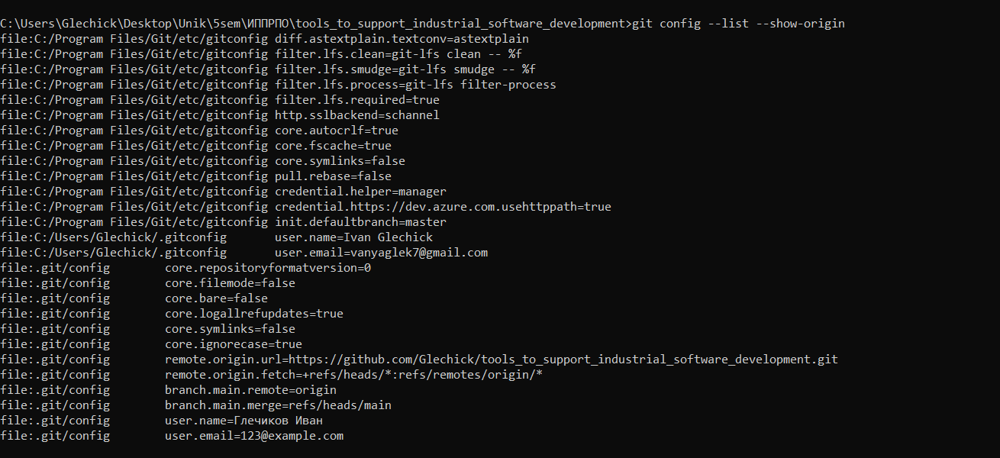 C:\Users\Glechick\Desktop\Unik\5sem\ИППРПО\tools_to_support_industrial_software_development>git config --list --show-origin
file:C:/Program Files/Git/etc/gitconfig diff.astextplain.textconv=astextplain
file:C:/Program Files/Git/etc/gitconfig filter.lfs.clean=git-lfs clean -- %f
file:C:/Program Files/Git/etc/gitconfig filter.lfs.smudge=git-lfs smudge -- %f
file:C:/Program Files/Git/etc/gitconfig filter.lfs.process=git-lfs filter-process
file:C:/Program Files/Git/etc/gitconfig filter.lfs.required=true
file:C:/Program Files/Git/etc/gitconfig http.sslbackend=schannel
file:C:/Program Files/Git/etc/gitconfig core.autocrlf=true
file:C:/Program Files/Git/etc/gitconfig core.fscache=true
file:C:/Program Files/Git/etc/gitconfig core.symlinks=false
file:C:/Program Files/Git/etc/gitconfig pull.rebase=false
file:C:/Program Files/Git/etc/gitconfig credential.helper=manager
file:C:/Program Files/Git/etc/gitconfig credential.https://dev.azure.com.usehttppath=true
file:C:/Program Files/Git/etc/gitconfig init.defaultbranch=master
file:C:/Users/Glechick/.gitconfig       user.name=Ivan Glechick
file:C:/Users/Glechick/.gitconfig       user.email=vanyaglek7@gmail.com
file:.git/config        core.repositoryformatversion=0
file:.git/config        core.filemode=false
file:.git/config        core.bare=false
file:.git/config        core.logallrefupdates=true
file:.git/config        core.symlinks=false
file:.git/config        core.ignorecase=true
file:.git/config        remote.origin.url=https://github.com/Glechick/tools_to_support_industrial_software_development.git
file:.git/config        remote.origin.fetch=+refs/heads/*:refs/remotes/origin/*
file:.git/config        branch.main.remote=origin
file:.git/config        branch.main.merge=refs/heads/main
file:.git/config        user.name=Глечиков Иван
file:.git/config        user.email=123@example.com